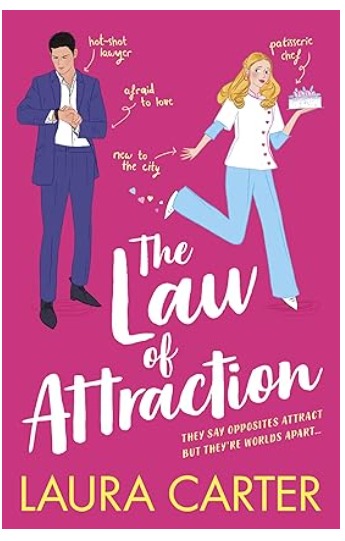 hot-shot
lawyer
patisserie
chef
afraid
to love
new to
the city
The
Law
of
Attraction
THEY SAY OPPOSITES ATTRACT
BUT THEY'RE WORLDS APART...
LAURA CARTER